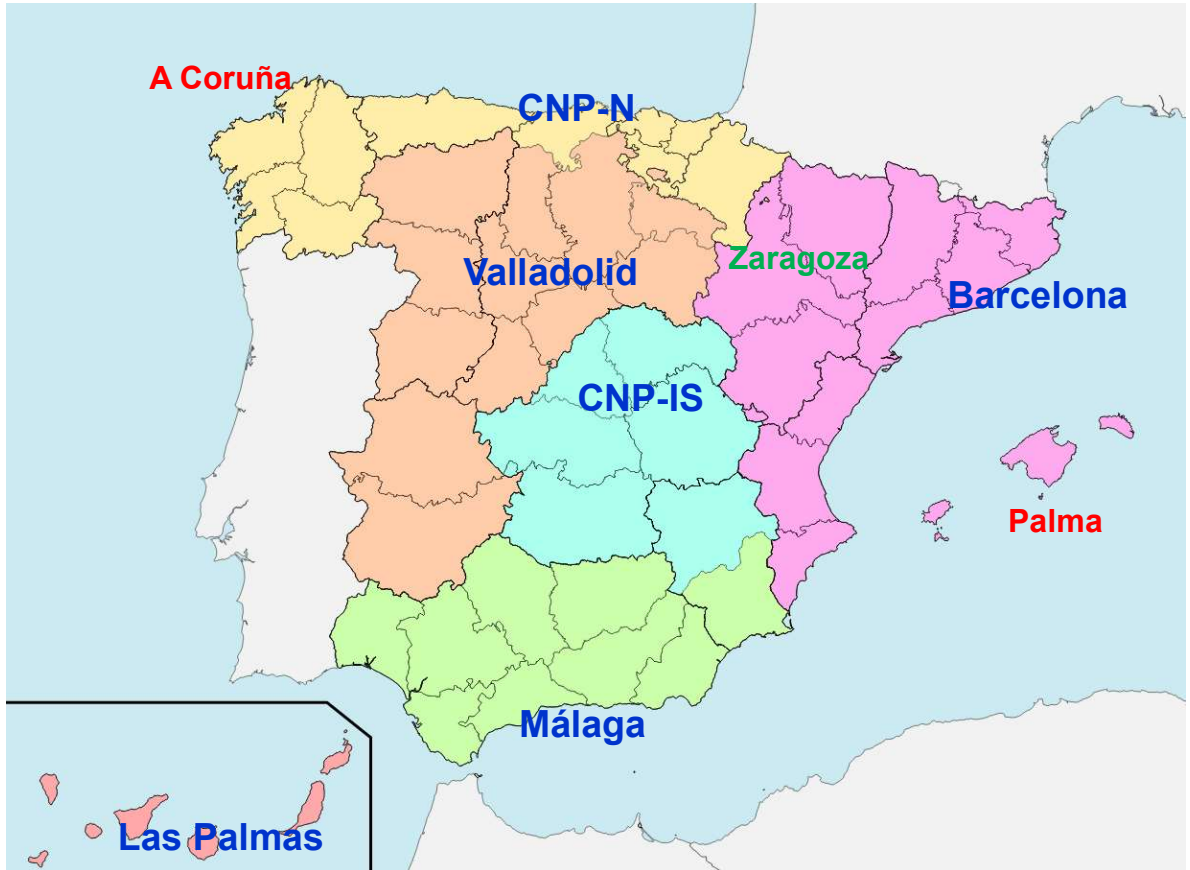 A Coruña
CNP-N
Valladolid
Zaragoza
Barcelona
CNP-IS
Palma
Málaga
Las Palmas